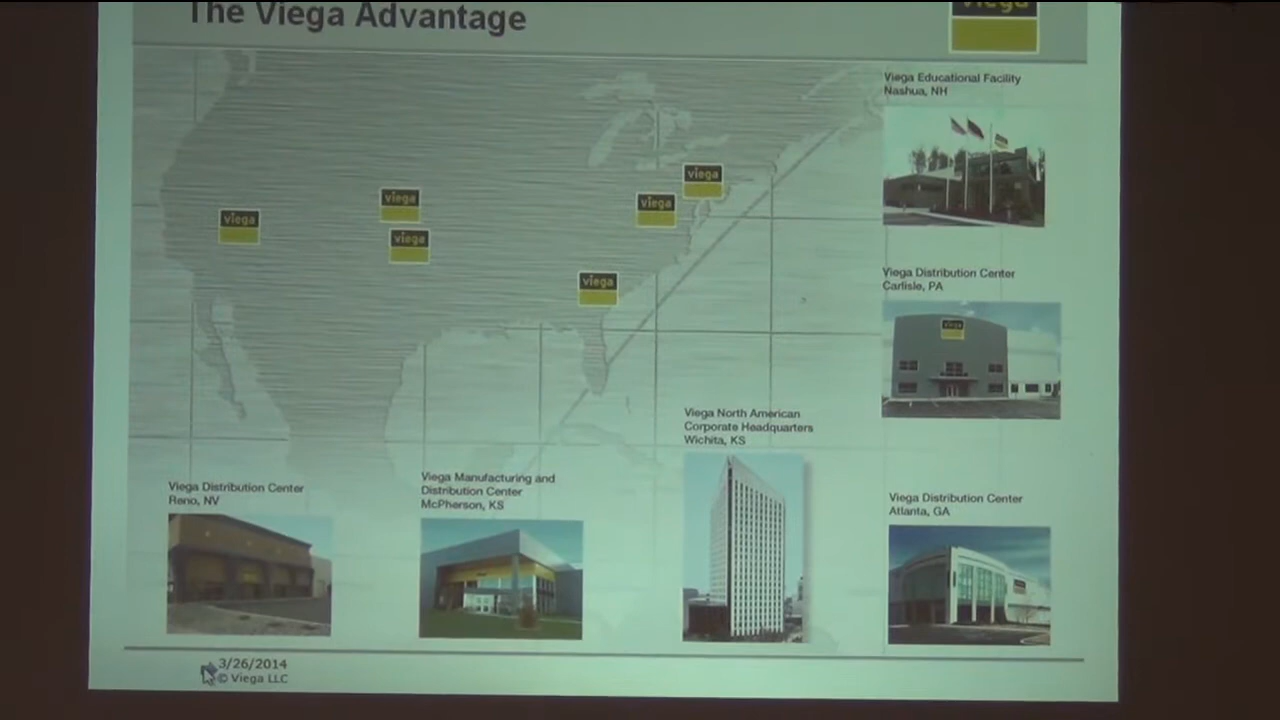 The Viega Advantage
viega
Viega Educational Facility
Nashua, NH
viega
viega
viega
viega
viega
viega
Viega Distribution Center
Carlisle, PA
viega
Viega North American
Corporate Headquarters
Wichita, KS
Viega Manufacturing and
Distribution Center
McPherson, KS
Viega Distribution Center
Reno, NV
Viega Distribution Center
Atlanta, GA
3/26/2014
© Viega LLC